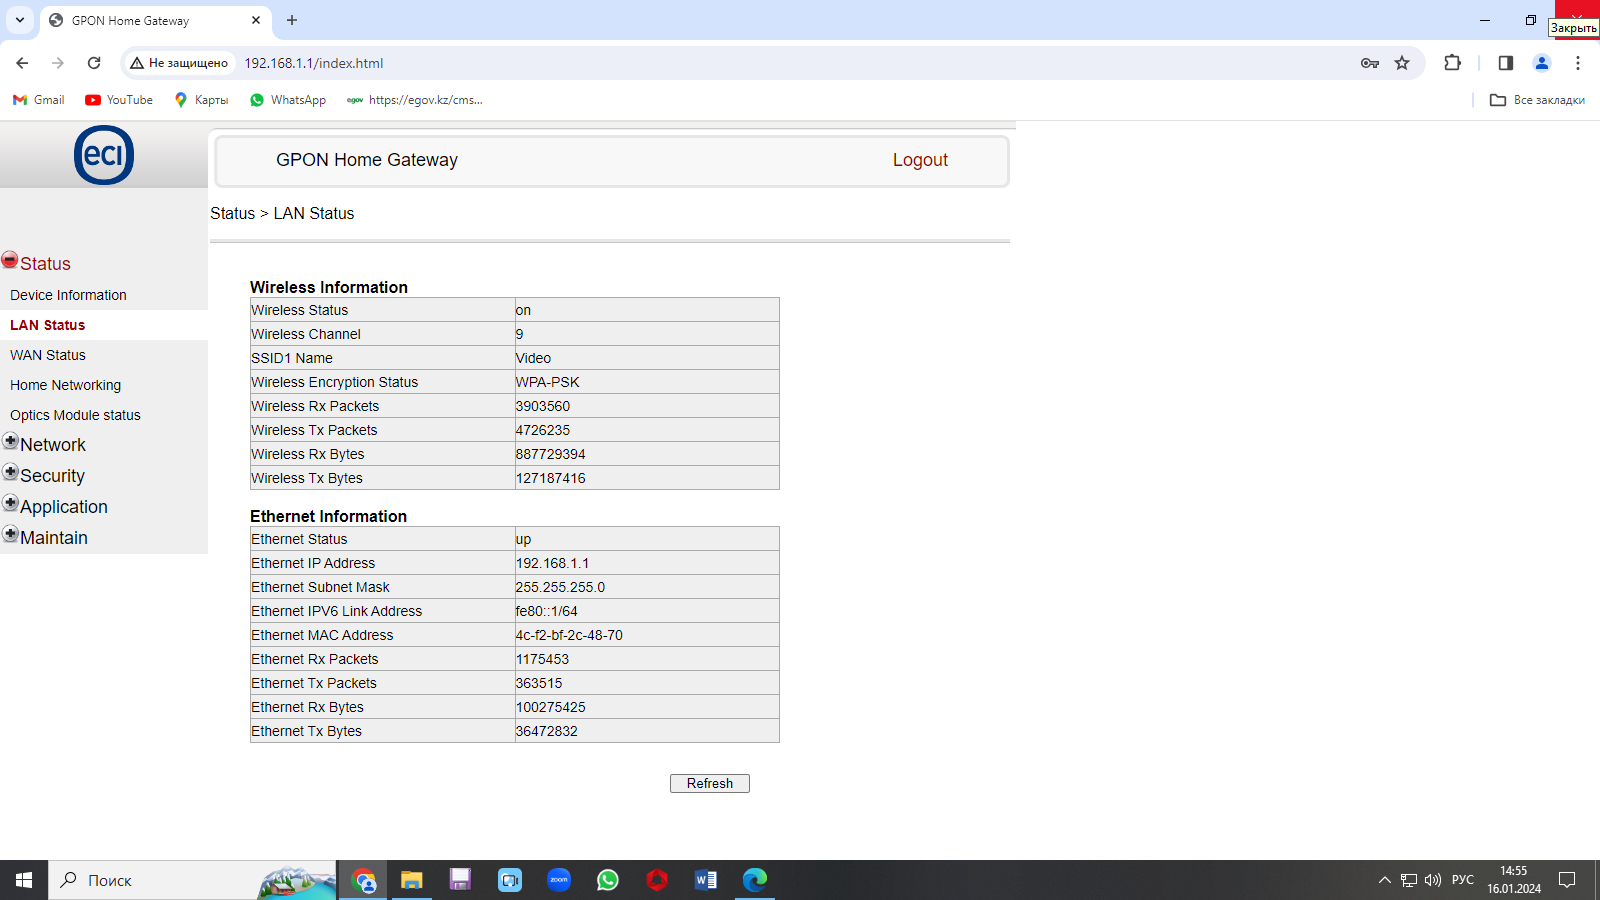 GPON Home Gateway
Закрыть
Не защищено 192.168.1.1/index.html
Gmail YouTube Карты WhatsApp egov https://egov.kz/cms... Все закладки
eci
GPON Home Gateway Logout
Status > LAN Status
Status
Device Information
LAN Status
WAN Status
Home Networking
Optics Module status
Network
Security
Application
Maintain
Wireless Information
Wireless Status on
Wireless Channel 9
SSID1 Name Video
Wireless Encryption Status WPA-PSK
Wireless Rx Packets 3903560
Wireless Tx Packets 4726235
Wireless Rx Bytes 887729394
Wireless Tx Bytes 127187416
Ethernet Information
Ethernet Status up
Ethernet IP Address 192.168.1.1
Ethernet Subnet Mask 255.255.255.0
Ethernet IPV6 Link Address fe80::1/64
Ethernet MAC Address 4c-f2-bf-2c-48-70
Ethernet Rx Packets 1175453
Ethernet Tx Packets 363515
Ethernet Rx Bytes 100275425
Ethernet Tx Bytes 36472832
Refresh
Поиск zoom W РУС 14:55
16.01.2024